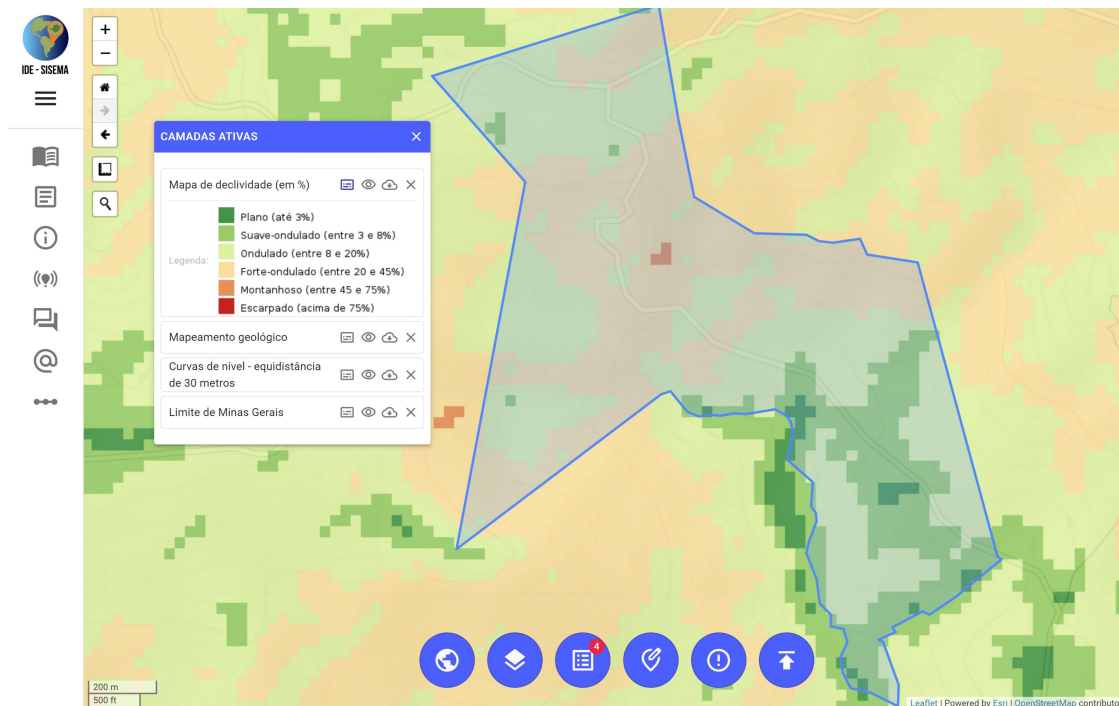 IDE - SISEMA
+
−
CAMADAS ATIVAS
Mapa de declividade (em %)
Legenda:
Plano (até 3%)
Suave-ondulado (entre 3 e 8%)
Ondulado (entre 8 e 20%)
Forte-ondulado (entre 20 e 45%)
Montanhoso (entre 45 e 75%)
Escarpado (acima de 75%)
Mapeamento geológico
Curvas de nível - equidistância
de 30 metros
Limite de Minas Gerais
4
200 m
500 ft
Leaflet | Powered by Esri | OpenStreetMap contributo